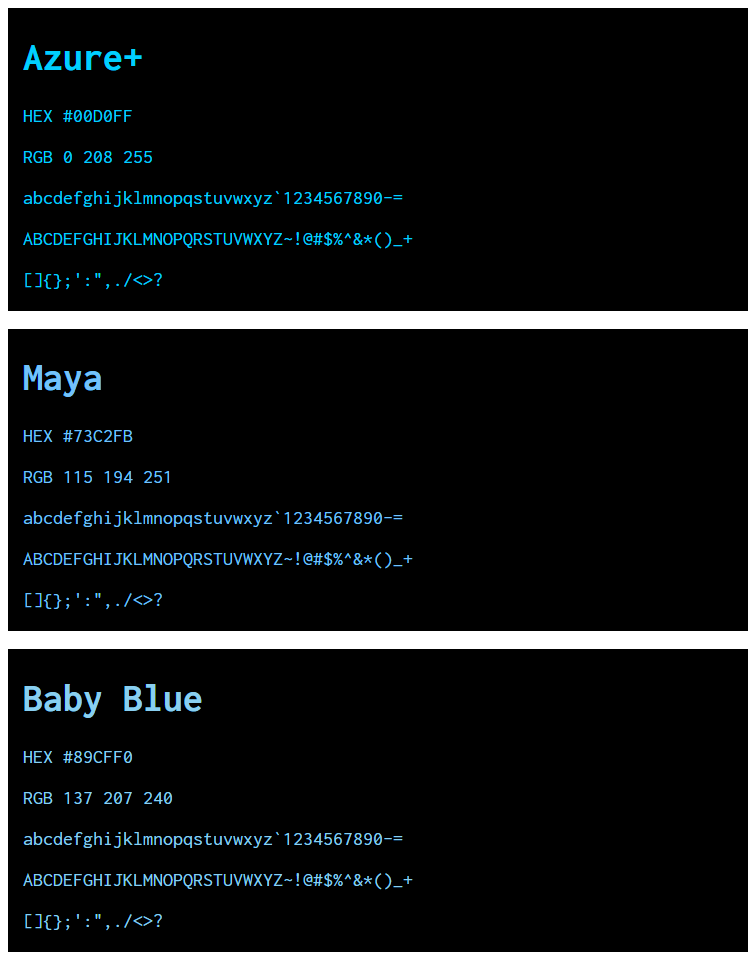 Azure+
HEX #00D0FF
RGB 0 208 255
abcdefghijklmnopqstuvwxyz`1234567890-=
ABCDEFGHIJKLMNOPQRSTUVWXYZ~!@#$%^&*()_+
[]{};':",./<>?
Maya
HEX #73C2FB
RGB 115 194 251
abcdefghijklmnopqstuvwxyz`1234567890-=
ABCDEFGHIJKLMNOPQRSTUVWXYZ~!@#$%^&*()_+
[]{};':",./<>?
Baby Blue
HEX #89CFF0
RGB 137 207 240
abcdefghijklmnopqstuvwxyz`1234567890-=
ABCDEFGHIJKLMNOPQRSTUVWXYZ~!@#$%^&*()_+
[]{};':",./<>?